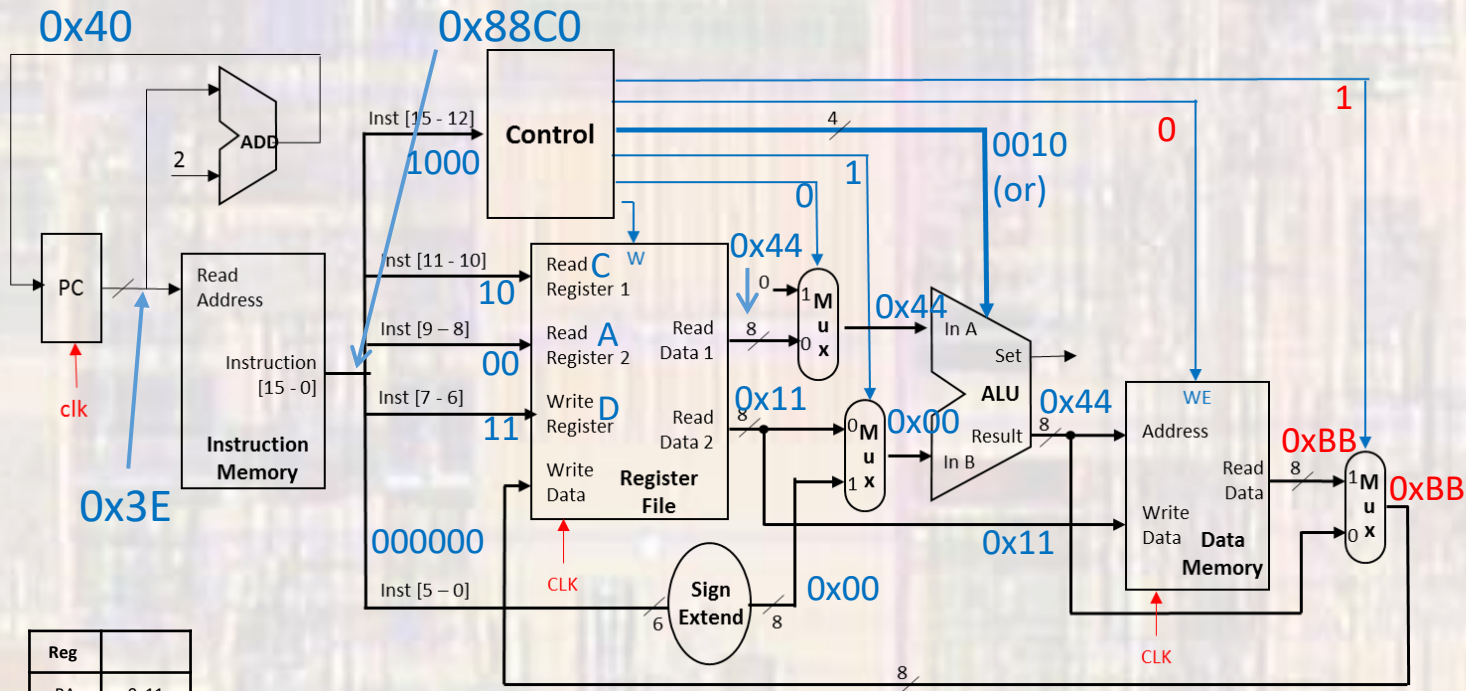 0x40
0x88C0
Inst [15 - 12]
1000
Control
4
0010
(or)
1
0
1
0
ADD
2
PC
clk
0x3E
Read
Address
Instruction
[15 - 0]
Instruction
Memory
Inst [11 - 10]
10
Inst [9 – 8]
00
Inst [7 - 6]
11
000000
Inst [5 – 0]
6
Read C
Register 1
W
Read A
Register 2
Write D
Register
Write
Data
Read
Data 1
Read
Data 2
Register
File
CLK
0x44
8
0
1
0
Mux
0x44
0x11
8
0
1
Mux
0x00
Sign
Extend
8
0x00
In A
Set
ALU
Result
In B
0x44
8
0x11
WE
Address
Read
Data
Write
Data
Data
Memory
CLK
0xBB
8
1
0
Mux
0xBB
8
Reg